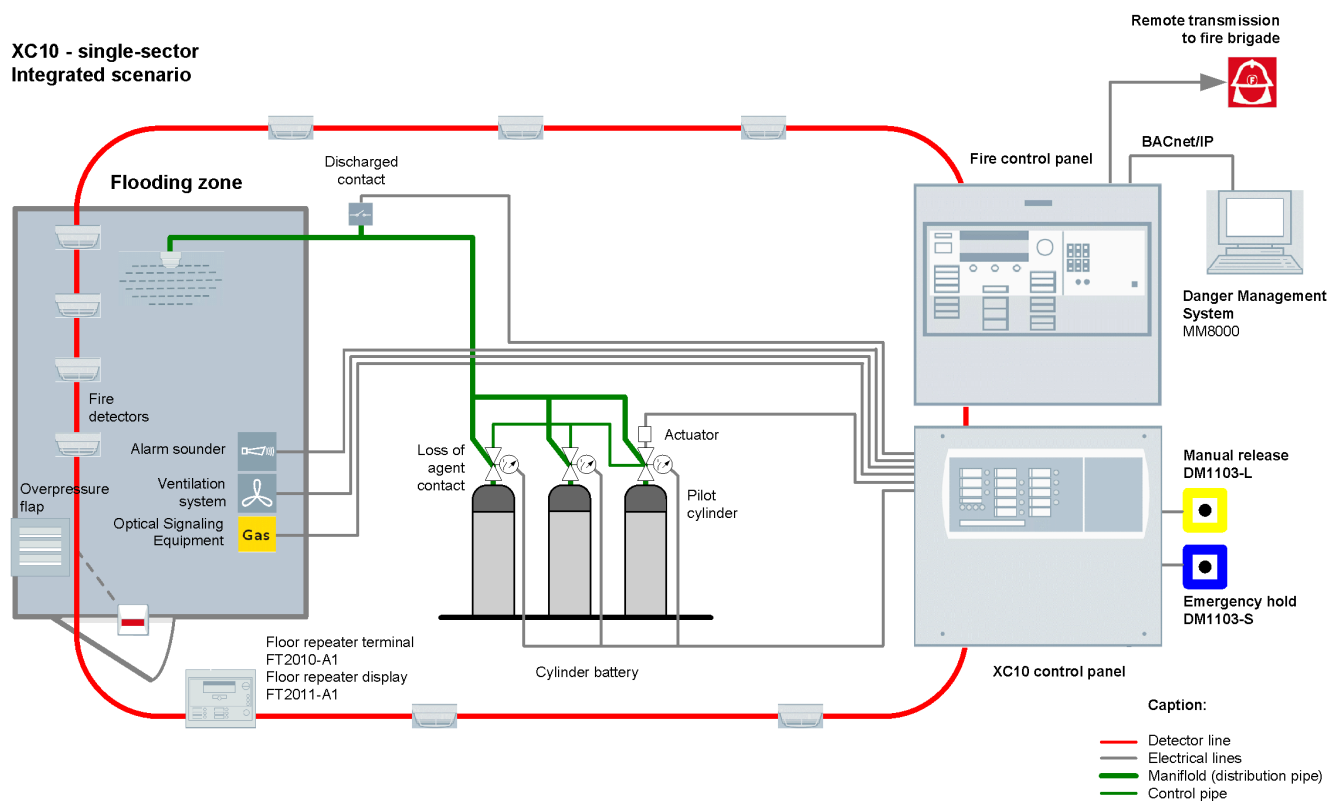 XC10 - single-sector
Integrated scenario
Remote transmission
to fire brigade
F
Fire control panel
BACnet/IP
Discharged
contact
Flooding zone
Danger Management
System
MM8000
Fire
detectors
Alarm sounder
Ventilation
system
Optical Signaling
Equipment
Gas
Overpressure
flap
Loss of
agent
contact
Actuator
Pilot
cylinder
Manual release
DM1103-L
Emergency hold
DM1103-S
Floor repeater terminal
FT2010-A1
Floor repeater display
FT2011-A1
Cylinder battery
XC10 control panel
Caption:
Detector line
Electrical lines
Maniflold (distribution pipe)
Control pipe